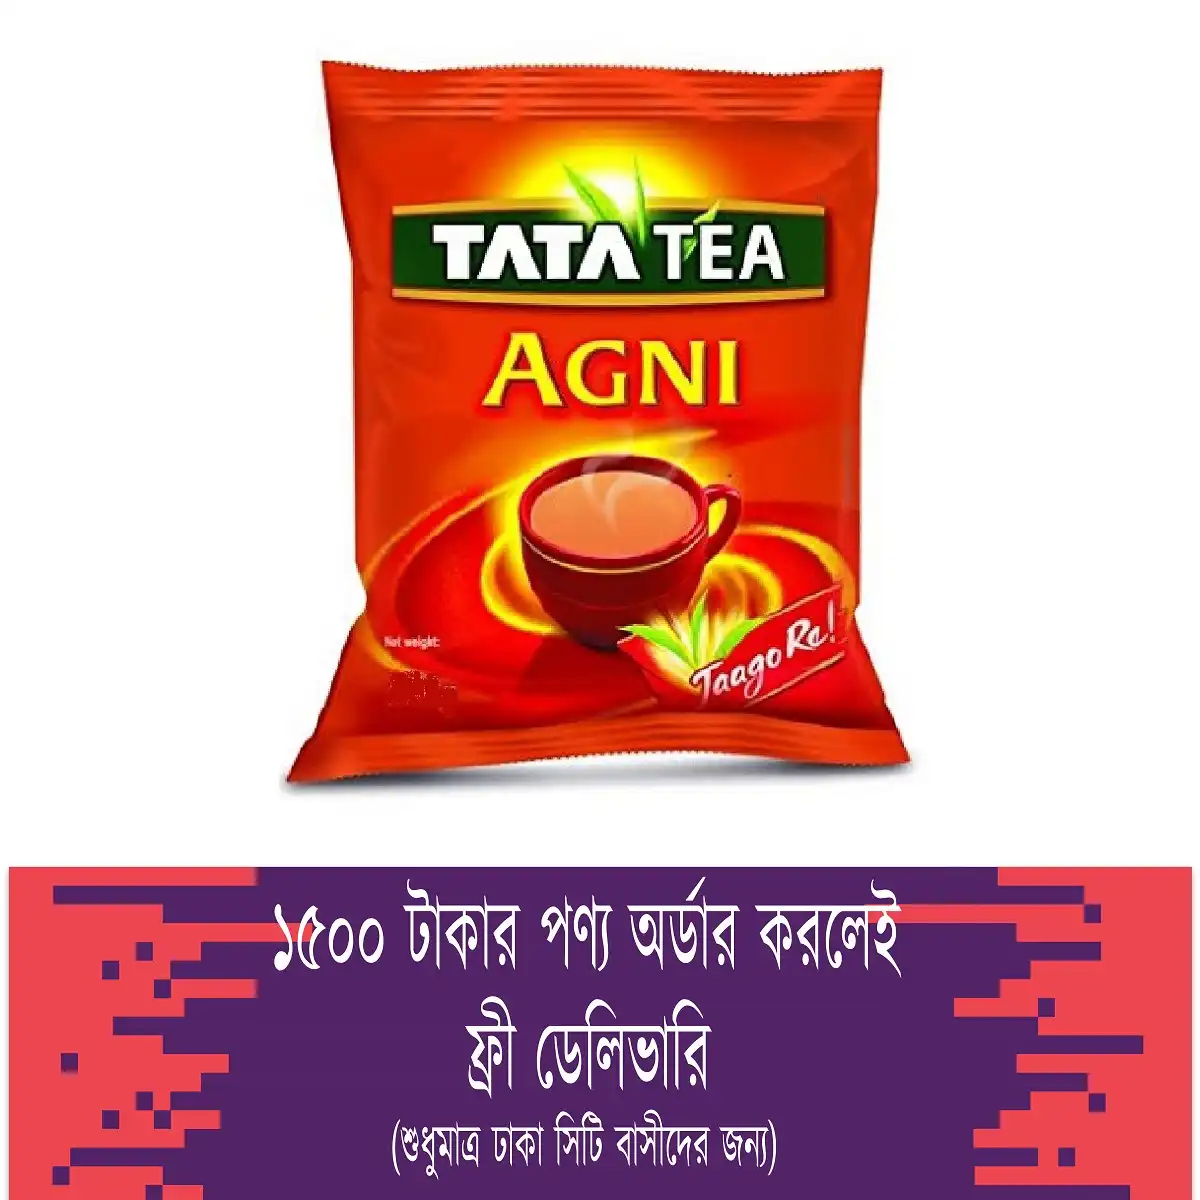 TATA TEA
AGNI
Net weight:
Taago Re!
১৫০০ টাকার পণ্য অর্ডার করলেই
ফ্রী ডেলিভারি
(শুধুমাত্র ঢাকা সিটি বাসীদের জন্য)